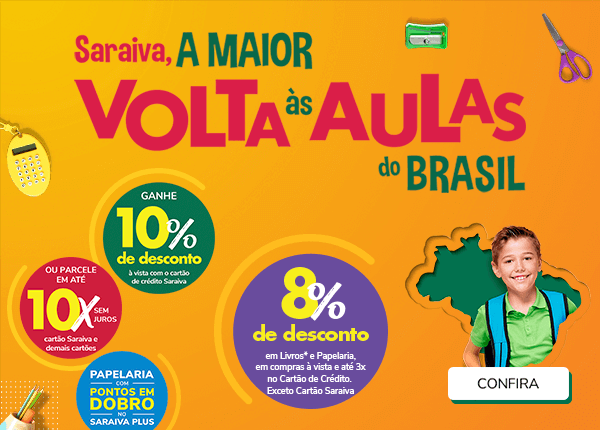 Saraiva, A MAIOR
VOLTA às AULAS
do BRASIL
GANHE
10%
de desconto
à vista com o cartão
de crédito Saraiva
OU PARCELE
EM ATÉ
10X SEM
JUROS
cartão Saraiva e
demais cartões
8%
de desconto
em Livros* e Papelaria,
em compras à vista e até 3x
no Cartão de Crédito.
Exceto Cartão Saraiva
PAPELARIA
COM
PONTOS EM
DOBRO
NO
SARAIVA PLUS
CONFIRA